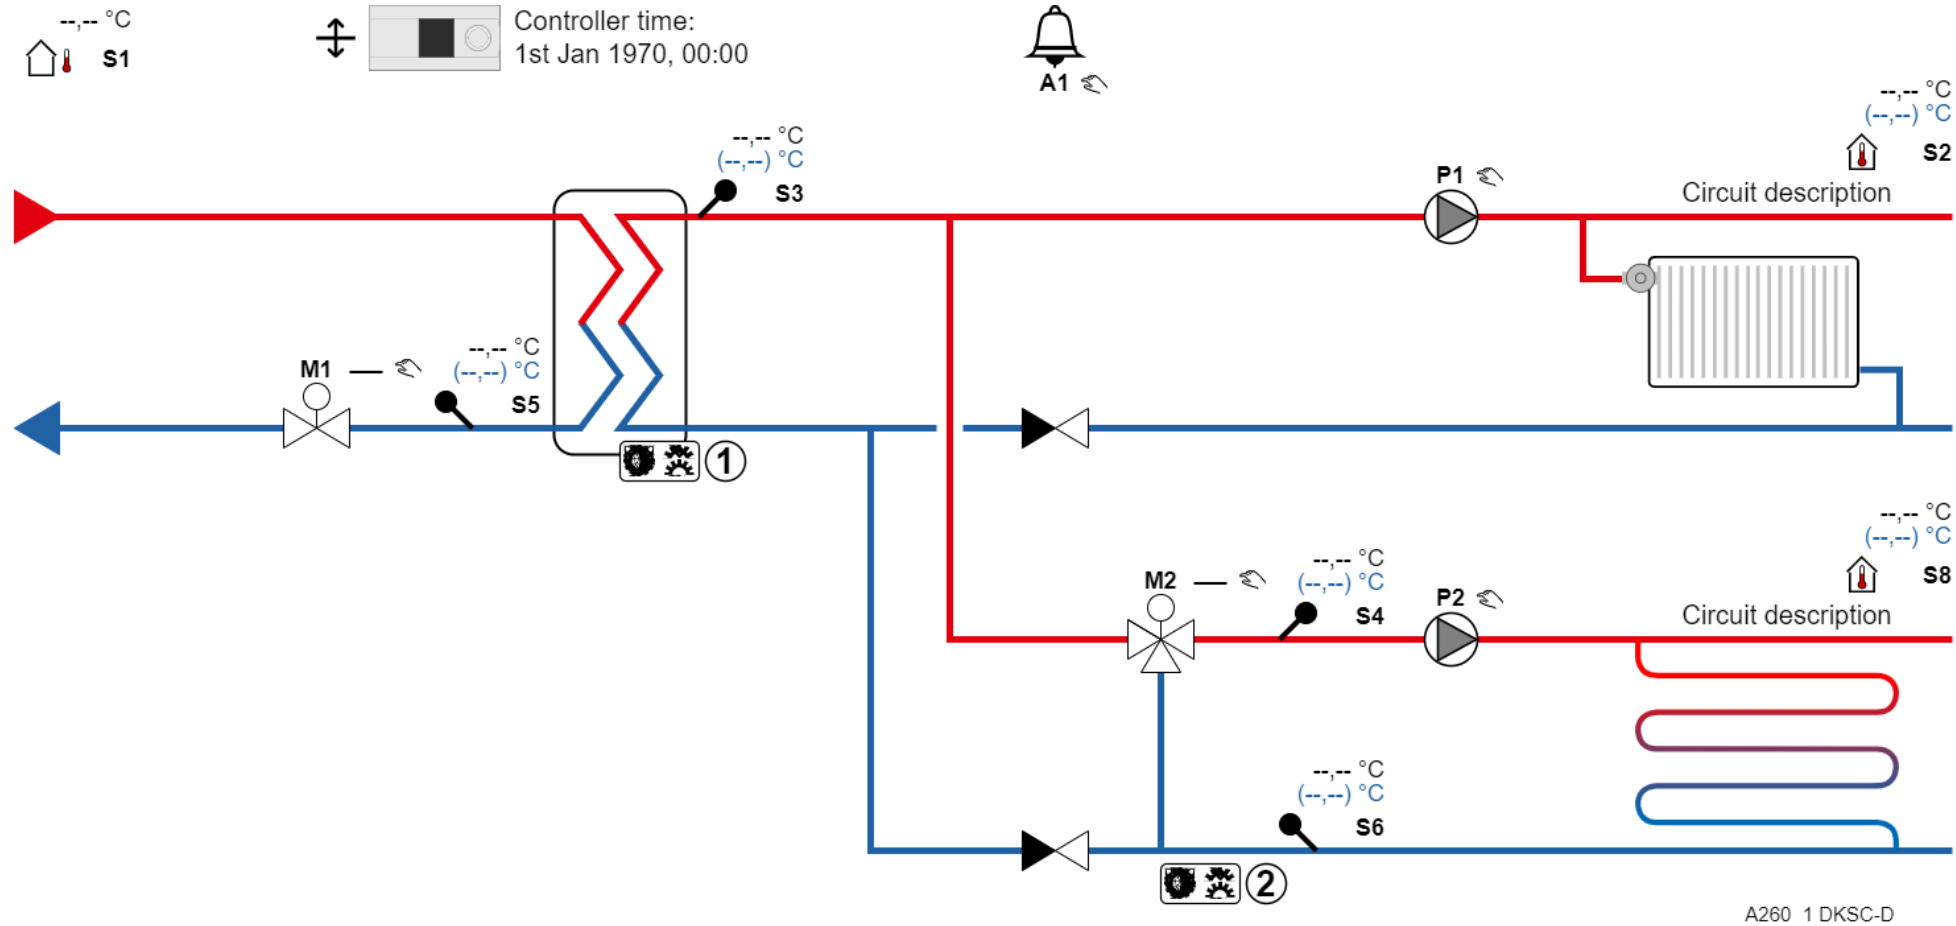 --,-- °C
S1
Controller time:
1st Jan 1970, 00:00
A1
--,-- °C
(--,--) °C
S2
--,-- °C
(--,--) °C
S3
P1
Circuit description
--,-- °C
(--,--) °C
S5
M1
1
--,-- °C
(--,--) °C
S8
--,-- °C
(--,--) °C
S4
M2
P2
Circuit description
--,-- °C
(--,--) °C
S6
2
A260 1 DKSC-D